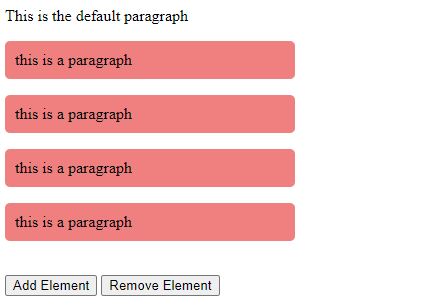 This is the default paragraph
this is a paragraph
this is a paragraph
this is a paragraph
this is a paragraph
Add Element Remove Element